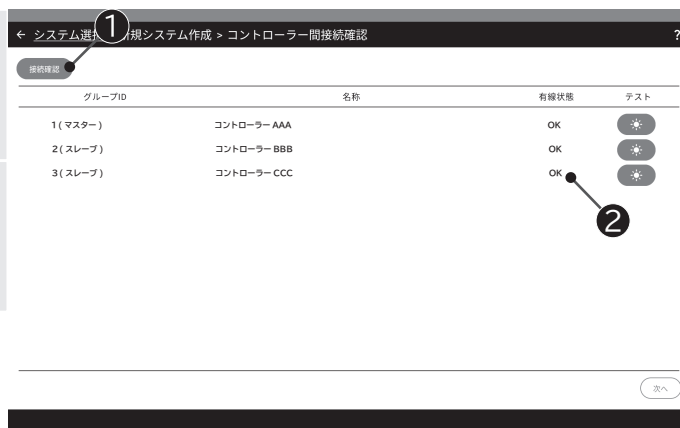 ← システム選 規システム作成 > コントローラー間接続確認 ?
1
接続確認
グループID 名称 有線状態 テスト
1 ( マスター ) コントローラー AAA OK
2 ( スレーブ ) コントローラー BBB OK
3 ( スレーブ ) コントローラー CCC OK
2
次へ